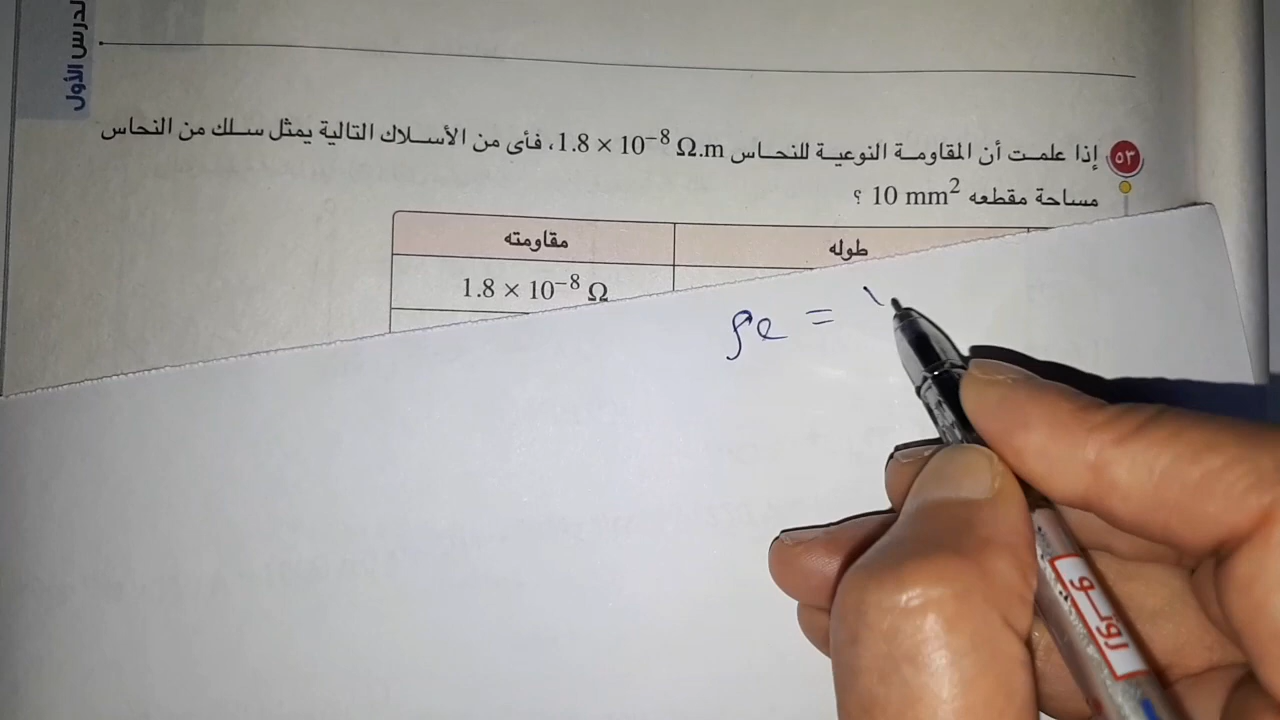 الدرس الأول
٥٣ إذا علمت أن المقاومة النوعية للنحاس 1.8 × 10⁻⁸ Ω.m، فأى من الأسلاك التالية يمثل سلك من النحاس
مساحة مقطعه 10 mm² ؟
طوله مقاومته
1.8 × 10⁻⁸ Ω
ρe = \
روتو